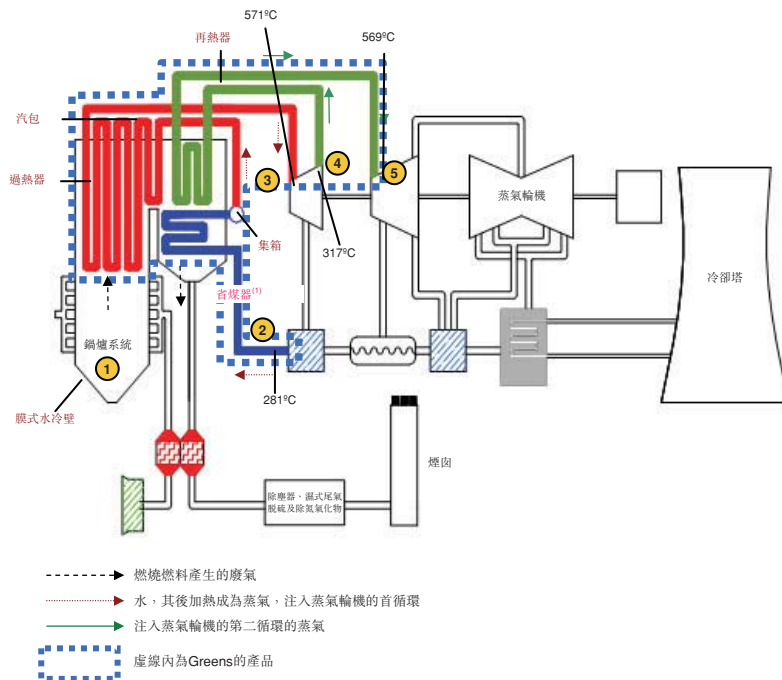 571ºC
569ºC
再熱器
汽包
過熱器
3
4
5
蒸氣輪機
317ºC
集箱
冷卻塔
省煤器(1)
2
鍋爐系統
1
281ºC
膜式水冷壁
煙囪
除塵器、濕式尾氣
脫硫及除氮氧化物
燃燒燃料產生的廢氣
水，其後加熱成為蒸氣，注入蒸氣輪機的首循環
注入蒸氣輪機的第二循環的蒸氣
虛線內為Greens的產品